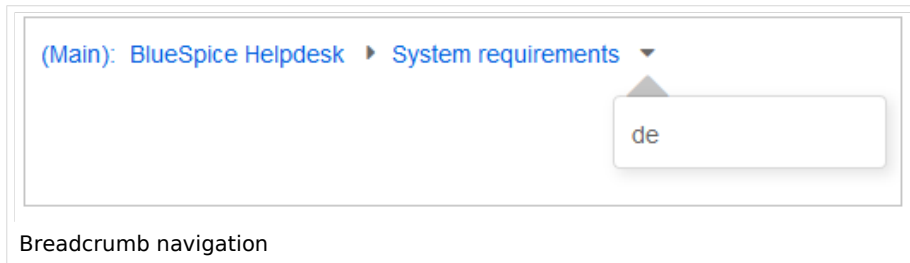 (Main): BlueSpice Helpdesk System requirements
de
Breadcrumb navigation